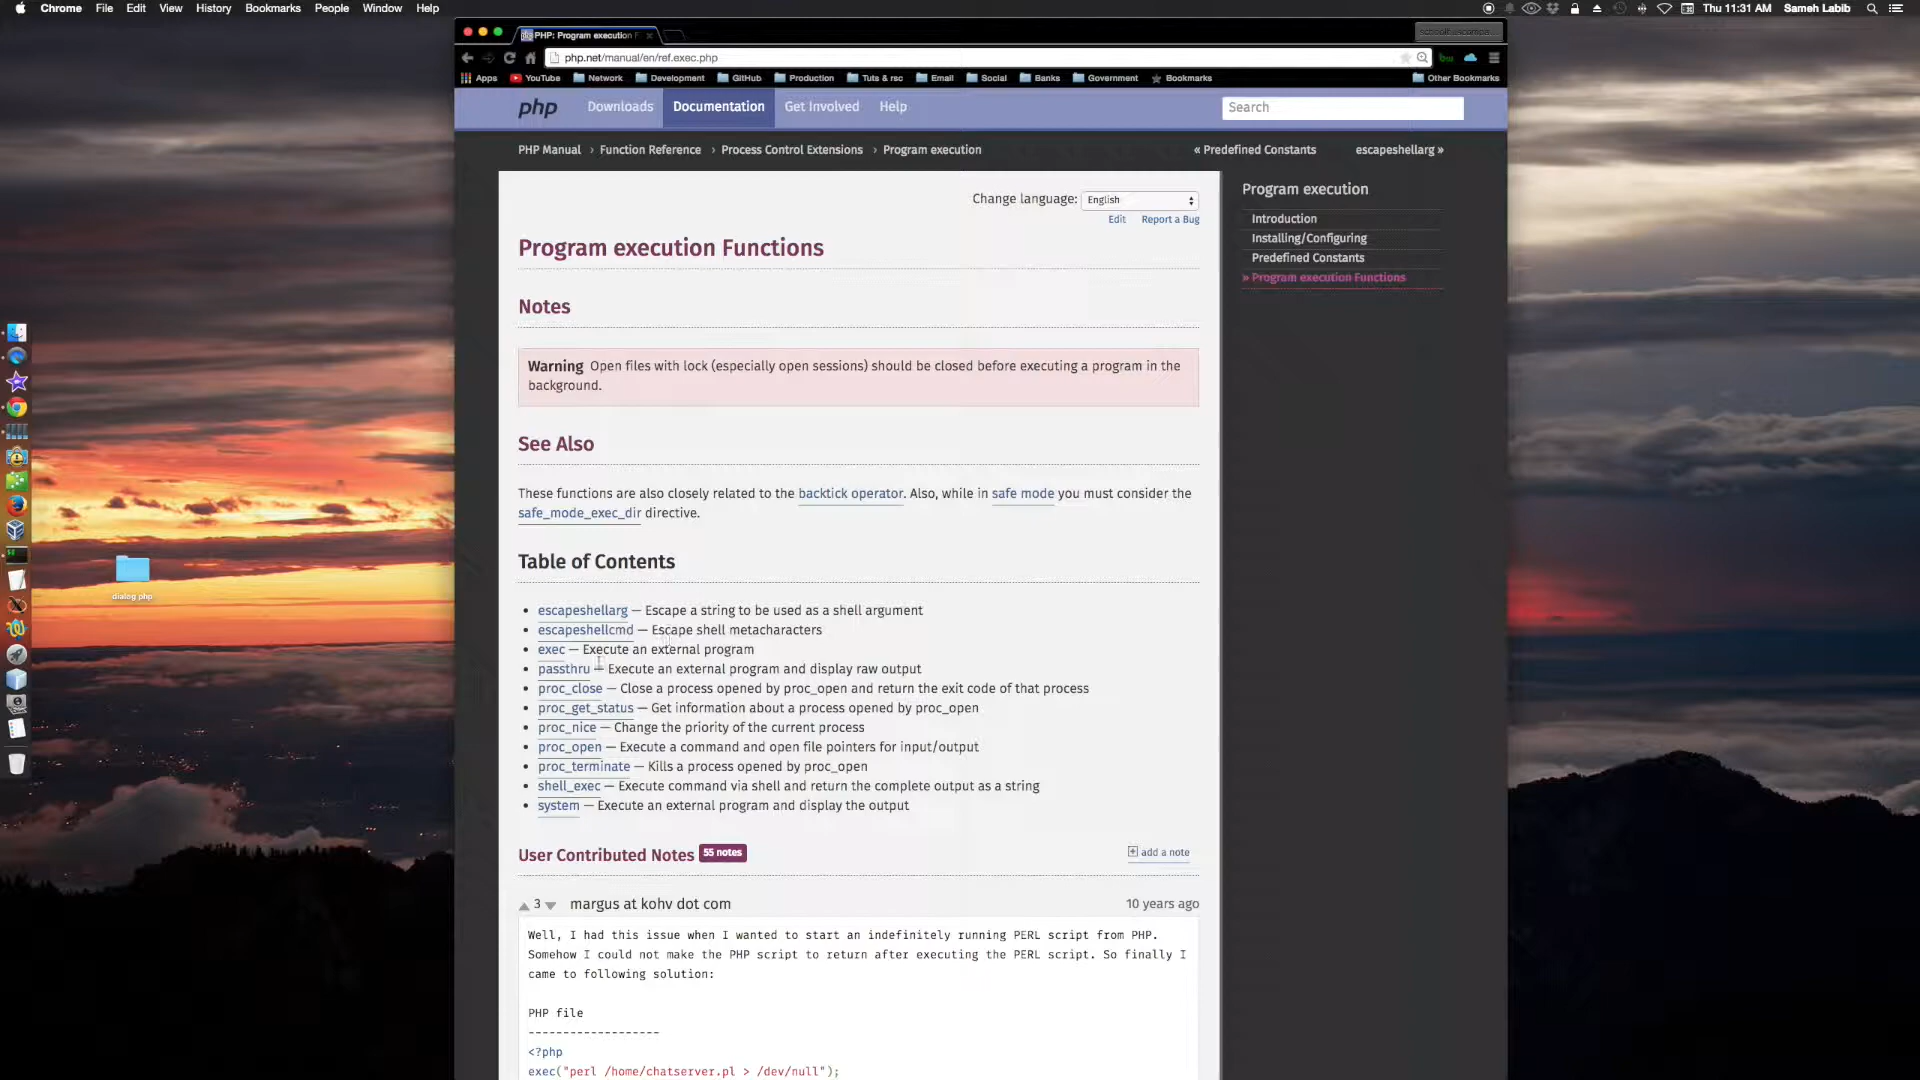 Chrome File Edit View History Bookmarks People Window Help
Thu 11:31 AM Sameh Labib
PHP: Program execution F
php.net/manual/en/ref.exec.php
Apps YouTube Network Development GitHub Production Tuts & rsc Email Social Banks Government Bookmarks Other Bookmarks
php Downloads Documentation Get Involved Help Search
PHP Manual › Function Reference › Process Control Extensions › Program execution « Predefined Constants escapeshellarg »
Change language: English
Edit Report a Bug
Program execution Functions
Notes
Warning Open files with lock (especially open sessions) should be closed before executing a program in the
background.
See Also
These functions are also closely related to the backtick operator. Also, while in safe mode you must consider the
safe_mode_exec_dir directive.
Table of Contents
• escapeshellarg — Escape a string to be used as a shell argument
• escapeshellcmd — Escape shell metacharacters
• exec — Execute an external program
• passthru — Execute an external program and display raw output
• proc_close — Close a process opened by proc_open and return the exit code of that process
• proc_get_status — Get information about a process opened by proc_open
• proc_nice — Change the priority of the current process
• proc_open — Execute a command and open file pointers for input/output
• proc_terminate — Kills a process opened by proc_open
• shell_exec — Execute command via shell and return the complete output as a string
• system — Execute an external program and display the output
User Contributed Notes 55 notes
add a note
3 margus at kohv dot com 10 years ago
Well, I had this issue when I wanted to start an indefinitely running PERL script from PHP.
Somehow I could not make the PHP script to return after executing the PERL script. So finally I
came to following solution:
PHP file
-------------------
<?php
exec("perl /home/chatserver.pl > /dev/null");
Program execution
Introduction
Installing/Configuring
Predefined Constants
» Program execution Functions
dialog php